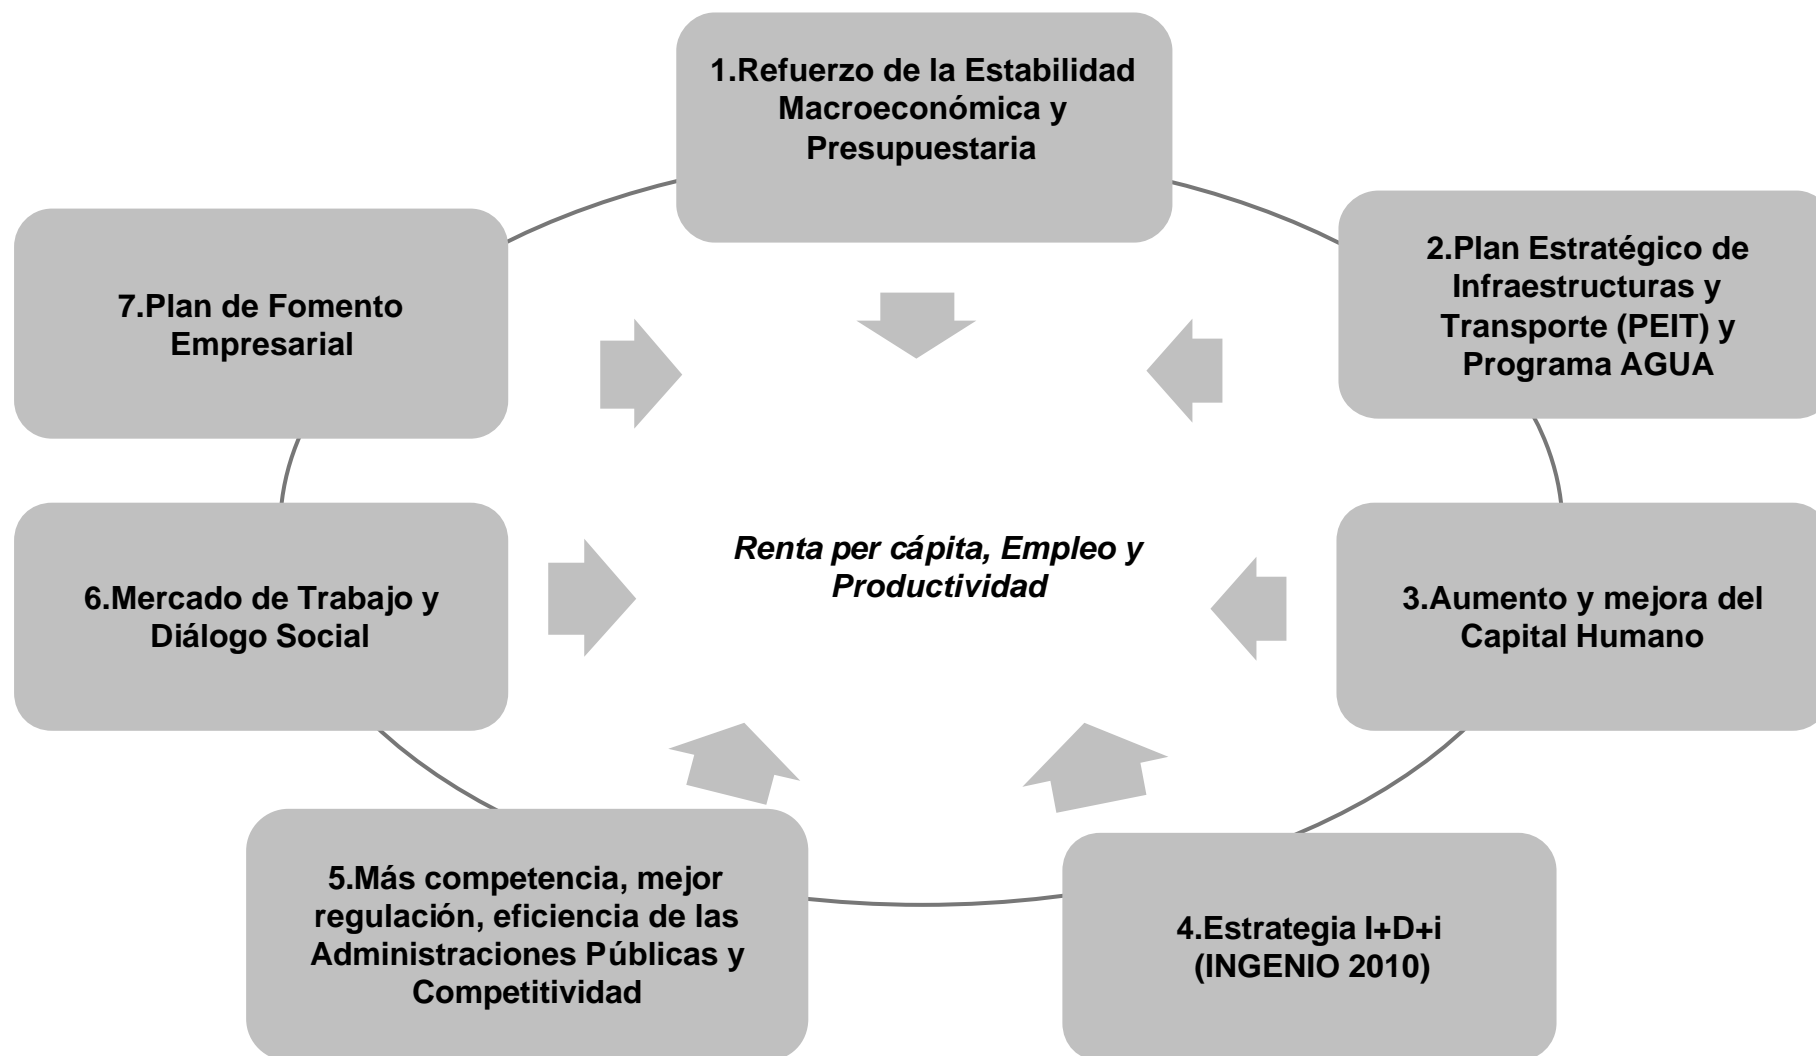 1.Refuerzo de la Estabilidad
Macroeconómica y
Presupuestaria
2.Plan Estratégico de
Infraestructuras y
Transporte (PEIT) y
Programa AGUA
3.Aumento y mejora del
Capital Humano
4.Estrategia I+D+i
(INGENIO 2010)
5.Más competencia, mejor
regulación, eficiencia de las
Administraciones Públicas y
Competitividad
6.Mercado de Trabajo y
Diálogo Social
7.Plan de Fomento
Empresarial
Renta per cápita, Empleo y
Productividad